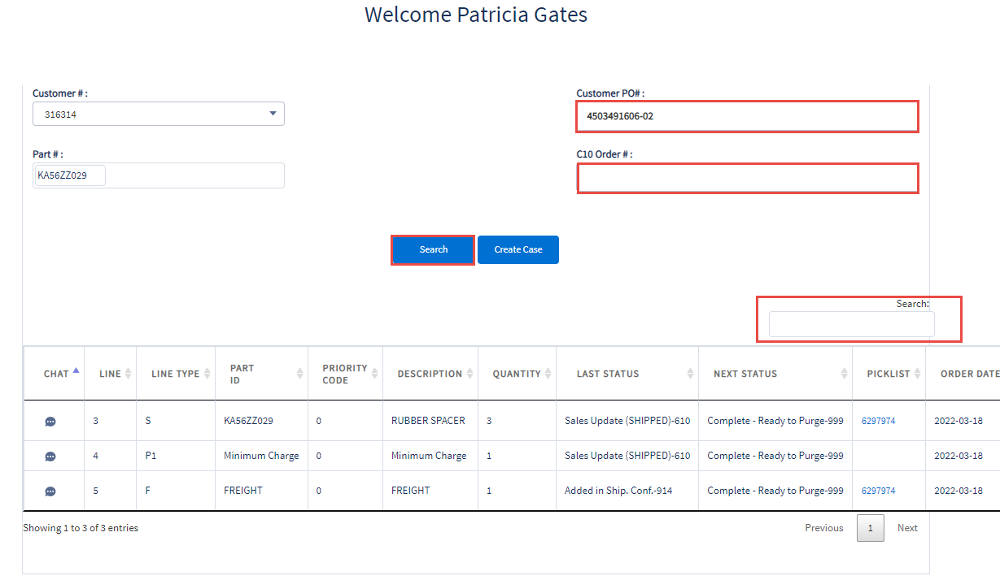 Welcome Patricia Gates
Customer # :
316314
Customer PO# :
4503491606-02
Part # :
KA56ZZ029
C10 Order # :
Search
Create Case
Search:
CHAT LINE LINE TYPE PART ID PRIORITY CODE DESCRIPTION QUANTITY LAST STATUS NEXT STATUS PICKLIST ORDER DATE
3 S KA56ZZ029 0 RUBBER SPACER 3 Sales Update (SHIPPED)-610 Complete - Ready to Purge-999 6297974 2022-03-18
4 P1 Minimum Charge 0 Minimum Charge 1 Sales Update (SHIPPED)-610 Complete - Ready to Purge-999 2022-03-18
5 F FREIGHT 0 FREIGHT 1 Added in Ship. Conf.-914 Complete - Ready to Purge-999 6297974 2022-03-18
Showing 1 to 3 of 3 entries
Previous 1 Next